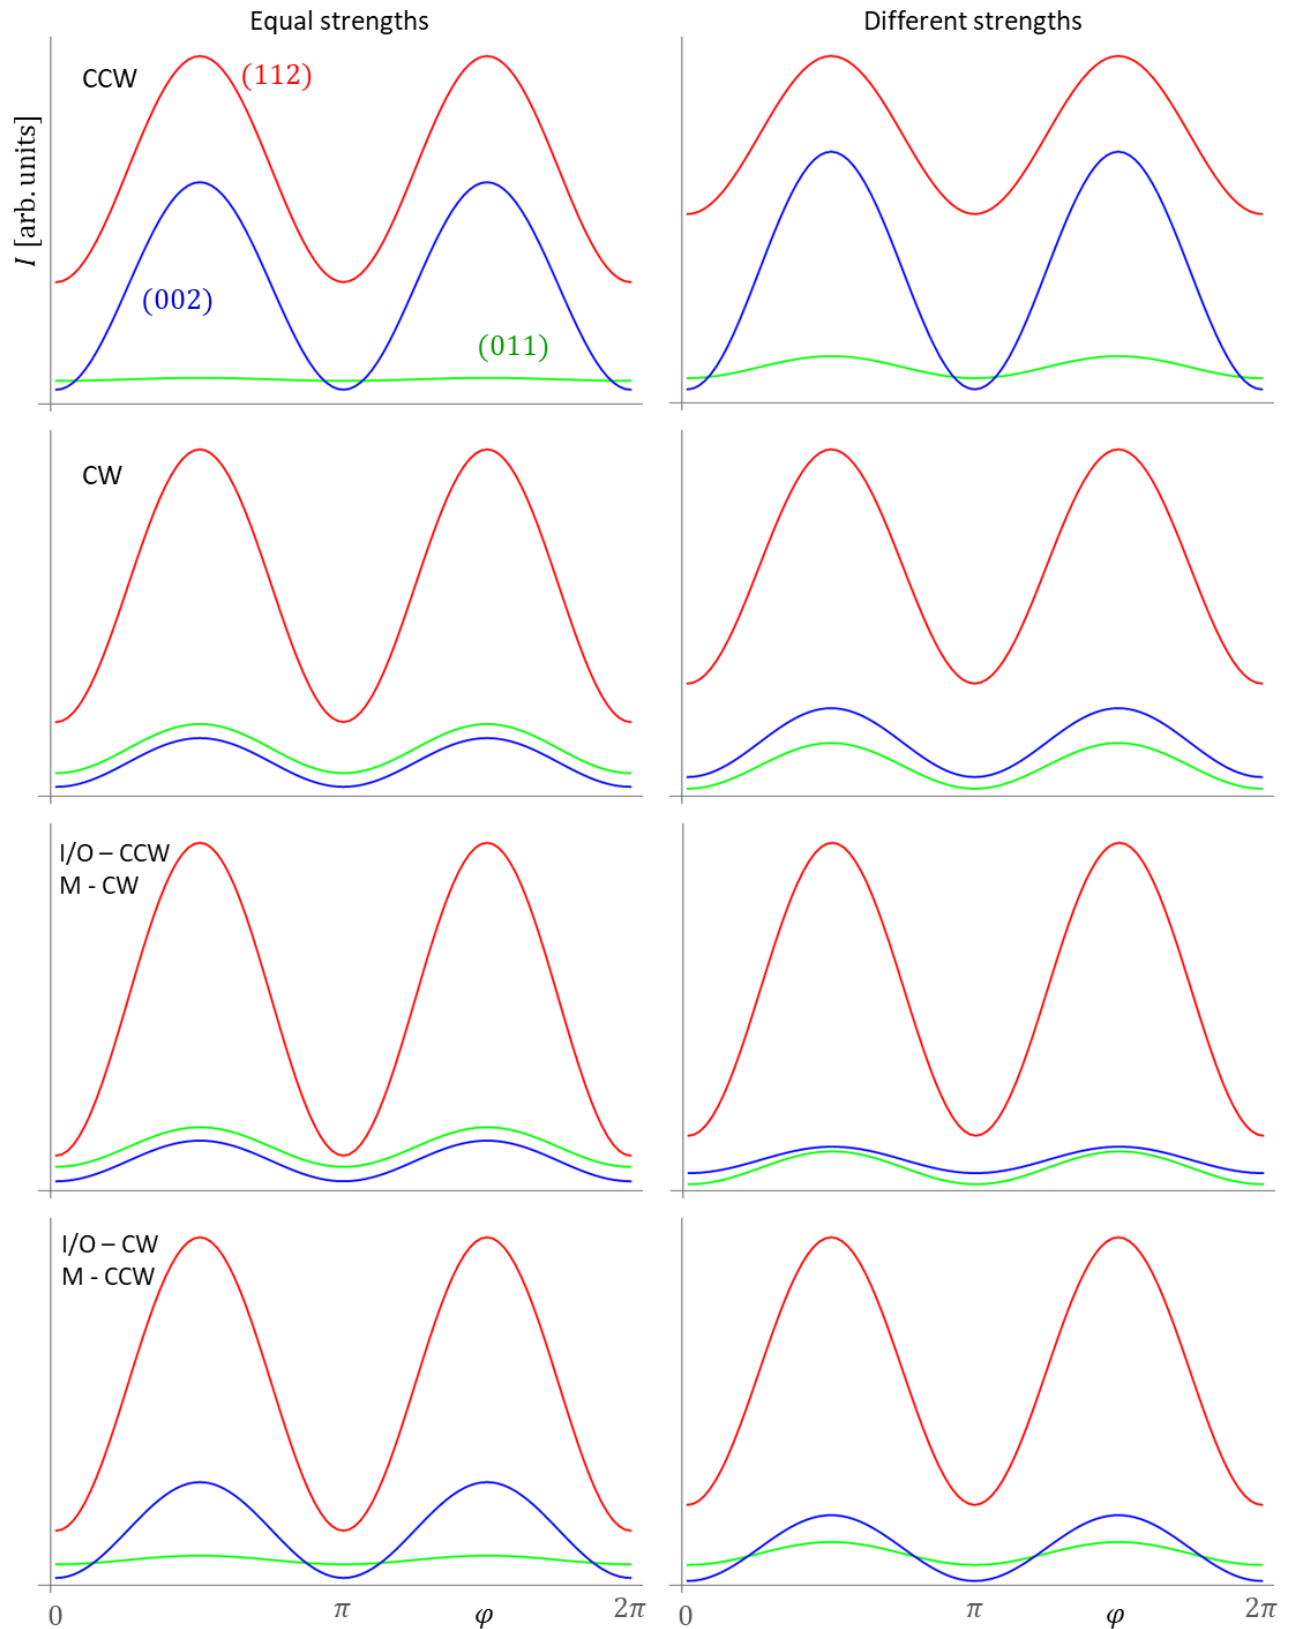 Equal strengths
Different strengths
CCW
(112)
I [arb. units]
(002)
(011)
CW
I/O – CCW
M - CW
I/O – CW
M - CCW
0
π
φ
2π
0
π
φ
2π